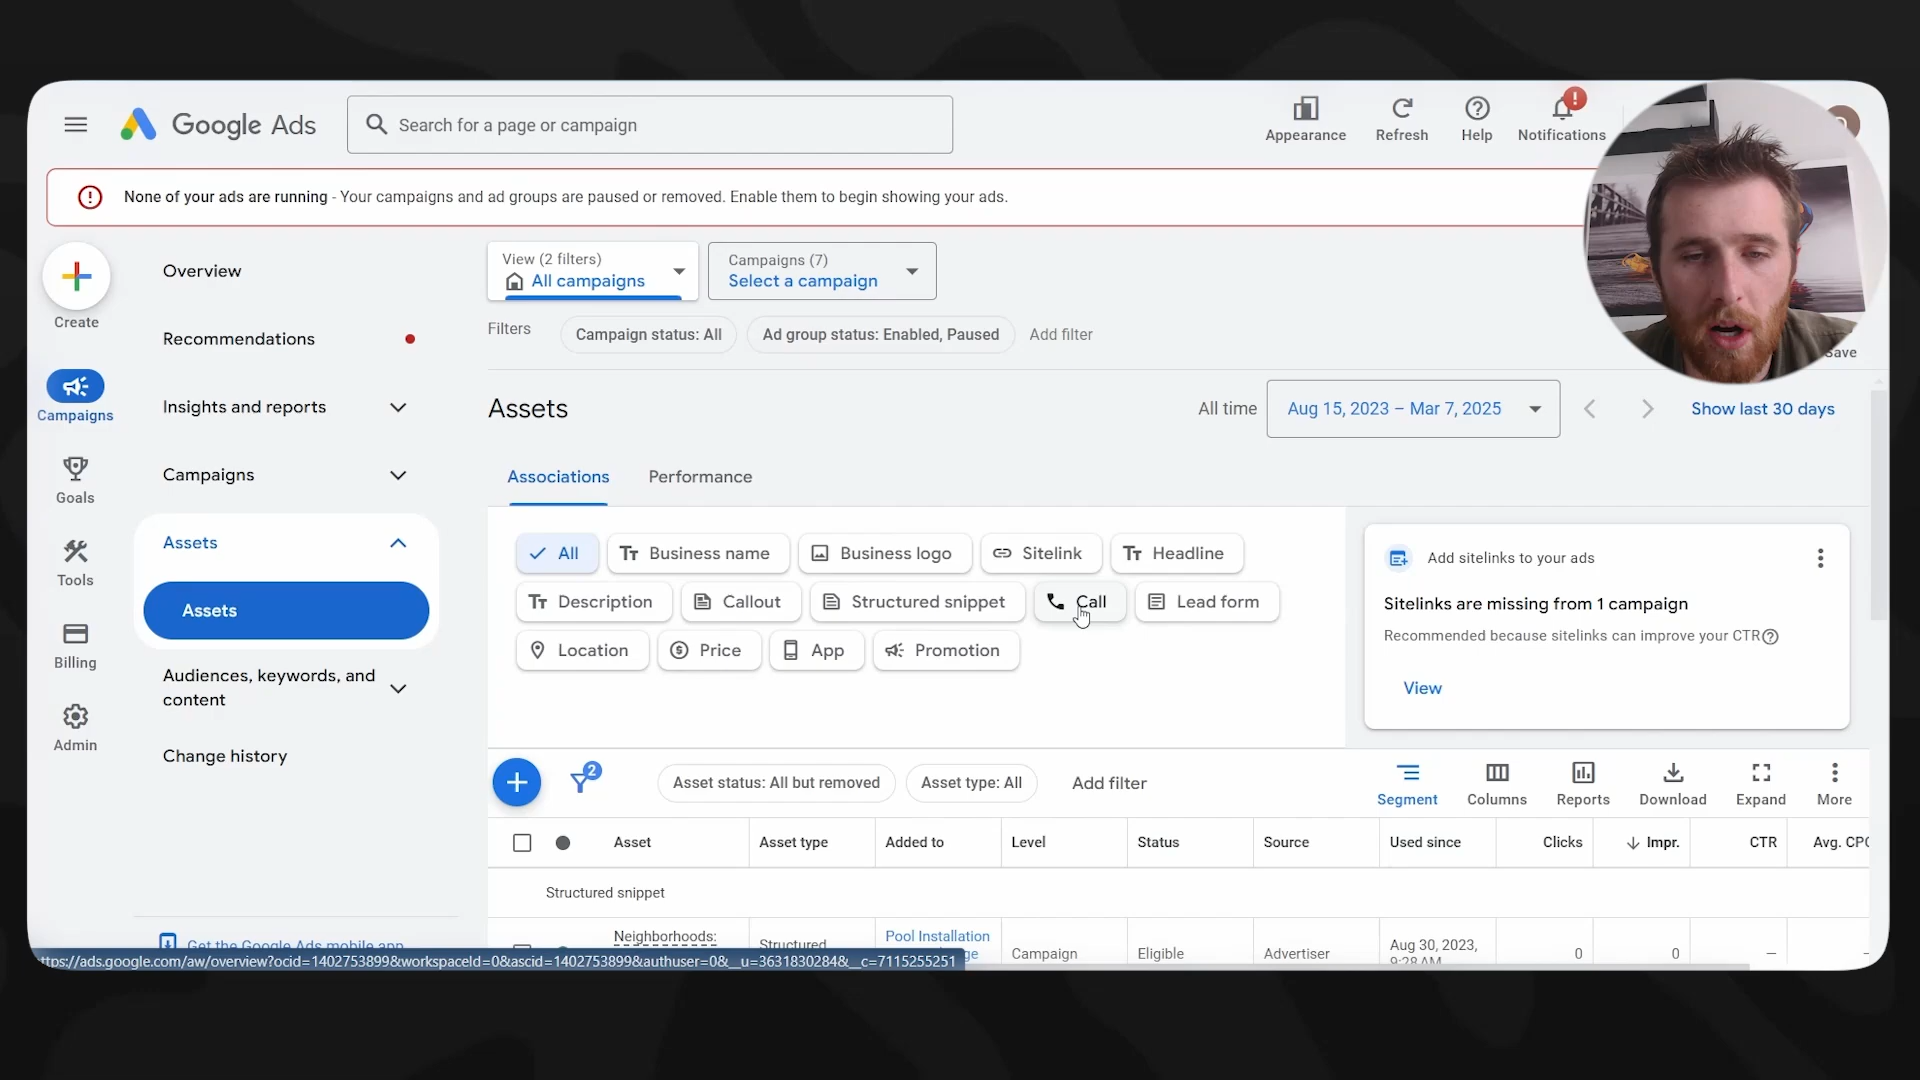 Google Ads
Search for a page or campaign
Appearance
Refresh
Help
Notifications
None of your ads are running - Your campaigns and ad groups are paused or removed. Enable them to begin showing your ads.
Create
Campaigns
Goals
Tools
Billing
Admin
Overview
Recommendations
Insights and reports
Campaigns
Assets
Assets
Audiences, keywords, and
content
Change history
Get the Google Ads mobile app
View (2 filters)
All campaigns
Campaigns (7)
Select a campaign
Filters
Campaign status: All
Ad group status: Enabled, Paused
Add filter
Save
Assets
All time
Aug 15, 2023 – Mar 7, 2025
Show last 30 days
Associations
Performance
All
Business name
Business logo
Sitelink
Headline
Description
Callout
Structured snippet
Call
Lead form
Location
Price
App
Promotion
Add sitelinks to your ads
Sitelinks are missing from 1 campaign
Recommended because sitelinks can improve your CTR
View
2
Asset status: All but removed
Asset type: All
Add filter
Segment
Columns
Reports
Download
Expand
More
Asset
Asset type
Added to
Level
Status
Source
Used since
Clicks
Impr.
CTR
Avg. CPC
Structured snippet
Neighborhoods:
Structured
Pool Installation
Campaign
Eligible
Advertiser
Aug 30, 2023,
9:28 AM
0
0
–
–
ttps://ads.google.com/aw/overview?ocid=1402753899&workspaceId=0&ascid=1402753899&authuser=0&__u=3631830284&__c=7115255251